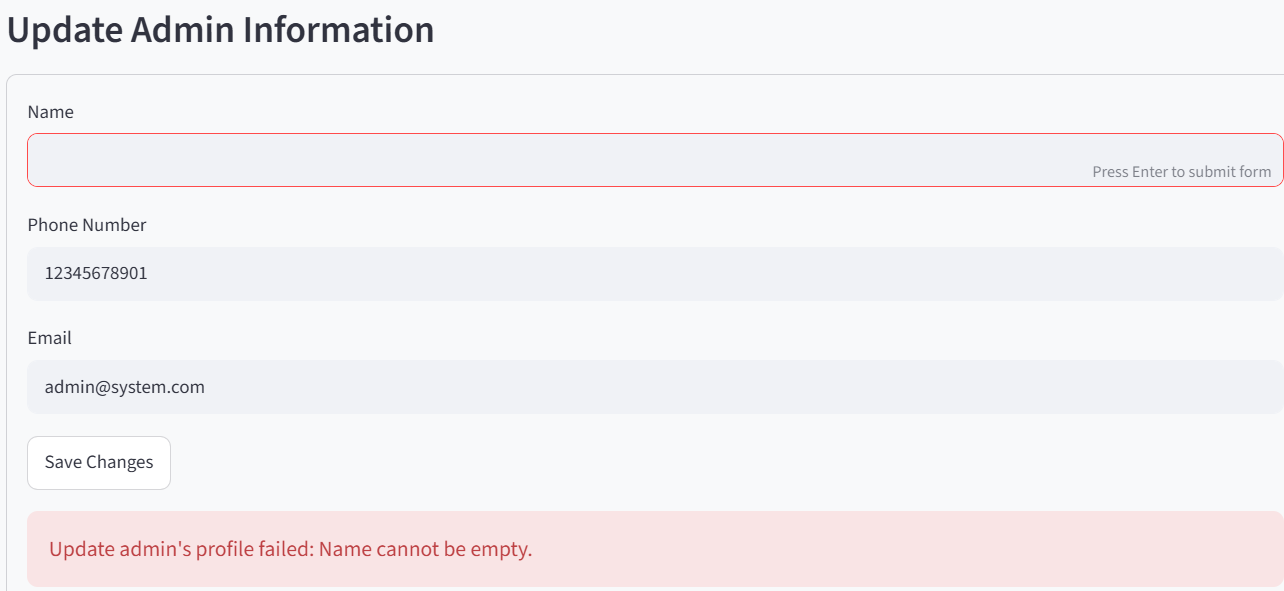 Update Admin Information
Name
Press Enter to submit form
Phone Number
12345678901
Email
admin@system.com
Save Changes
Update admin's profile failed: Name cannot be empty.